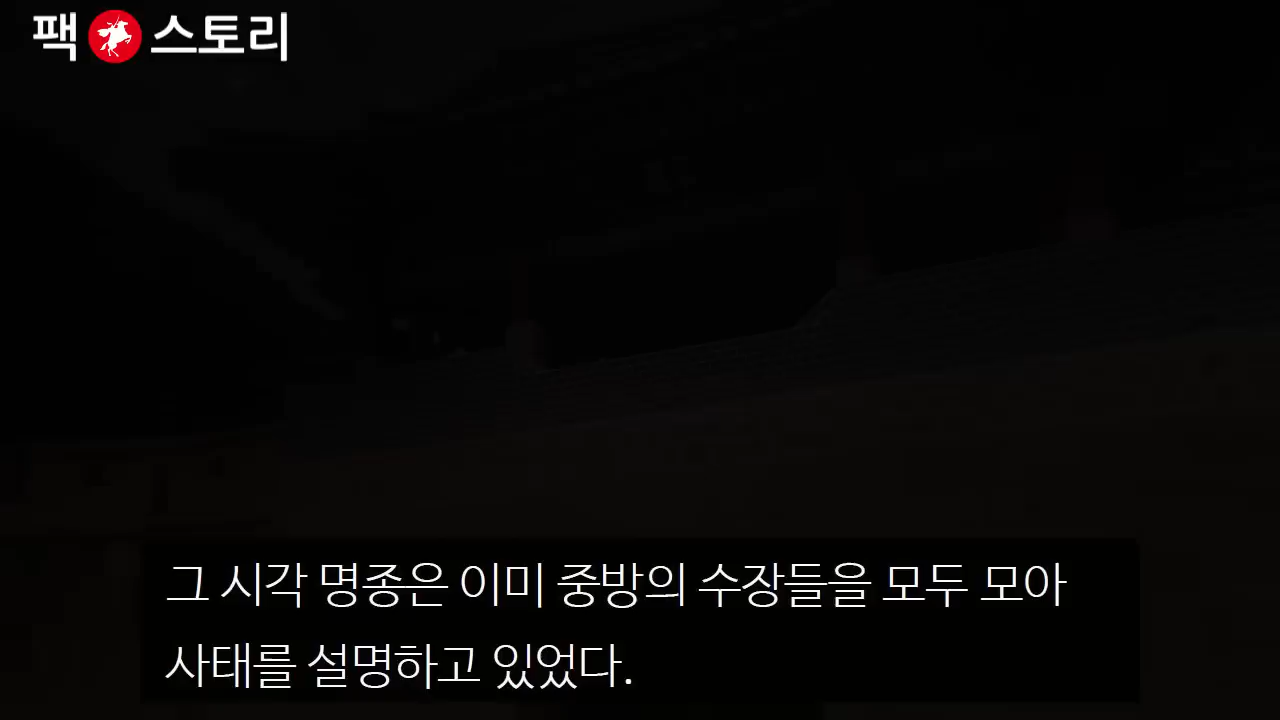 팩스토리
그 시각 명종은 이미 중방의 수장들을 모두 모아
사태를 설명하고 있었다.